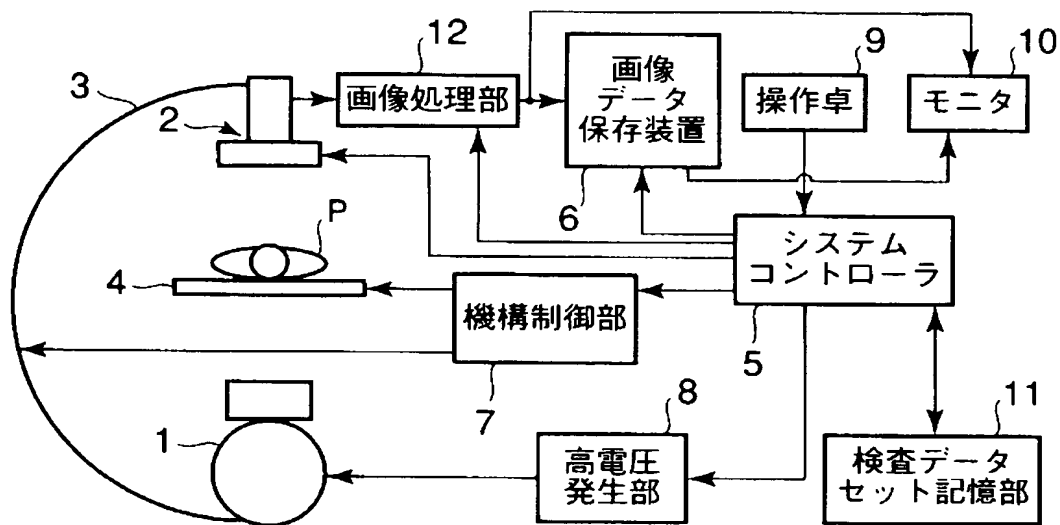 12
画像処理部
画像
データ
保存装置
6
9
操作卓
10
モニタ
3
2
P
4
システム
コントローラ
5
機構制御部
7
1
8
高電圧
発生部
11
検査データ
セット記憶部